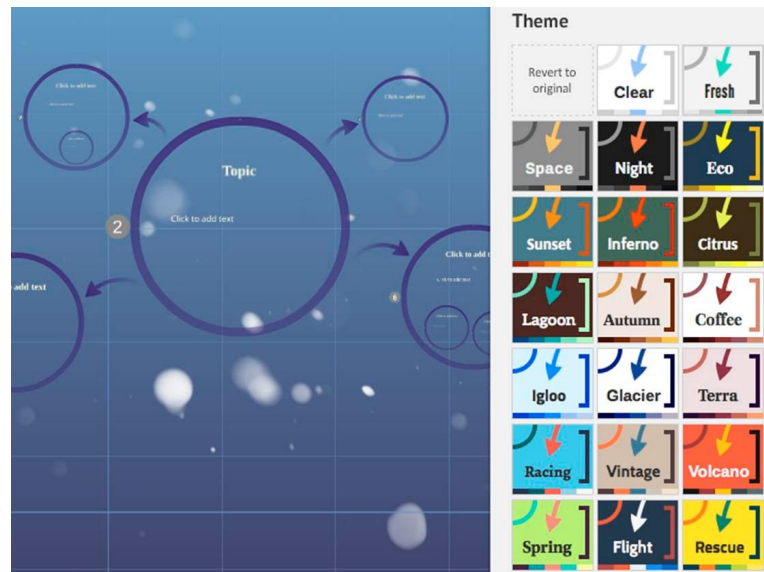 Theme
Revert to
original
Clear
Fresh
Space
Night
Eco
Sunset
Inferno
Citrus
Lagoon
Autumn
Coffee
Igloo
Glacier
Terra
Racing
Vintage
Volcano
Spring
Flight
Rescue
Click to add text
Click to add text
Topic
Click to add text
2
Click to add t
add text